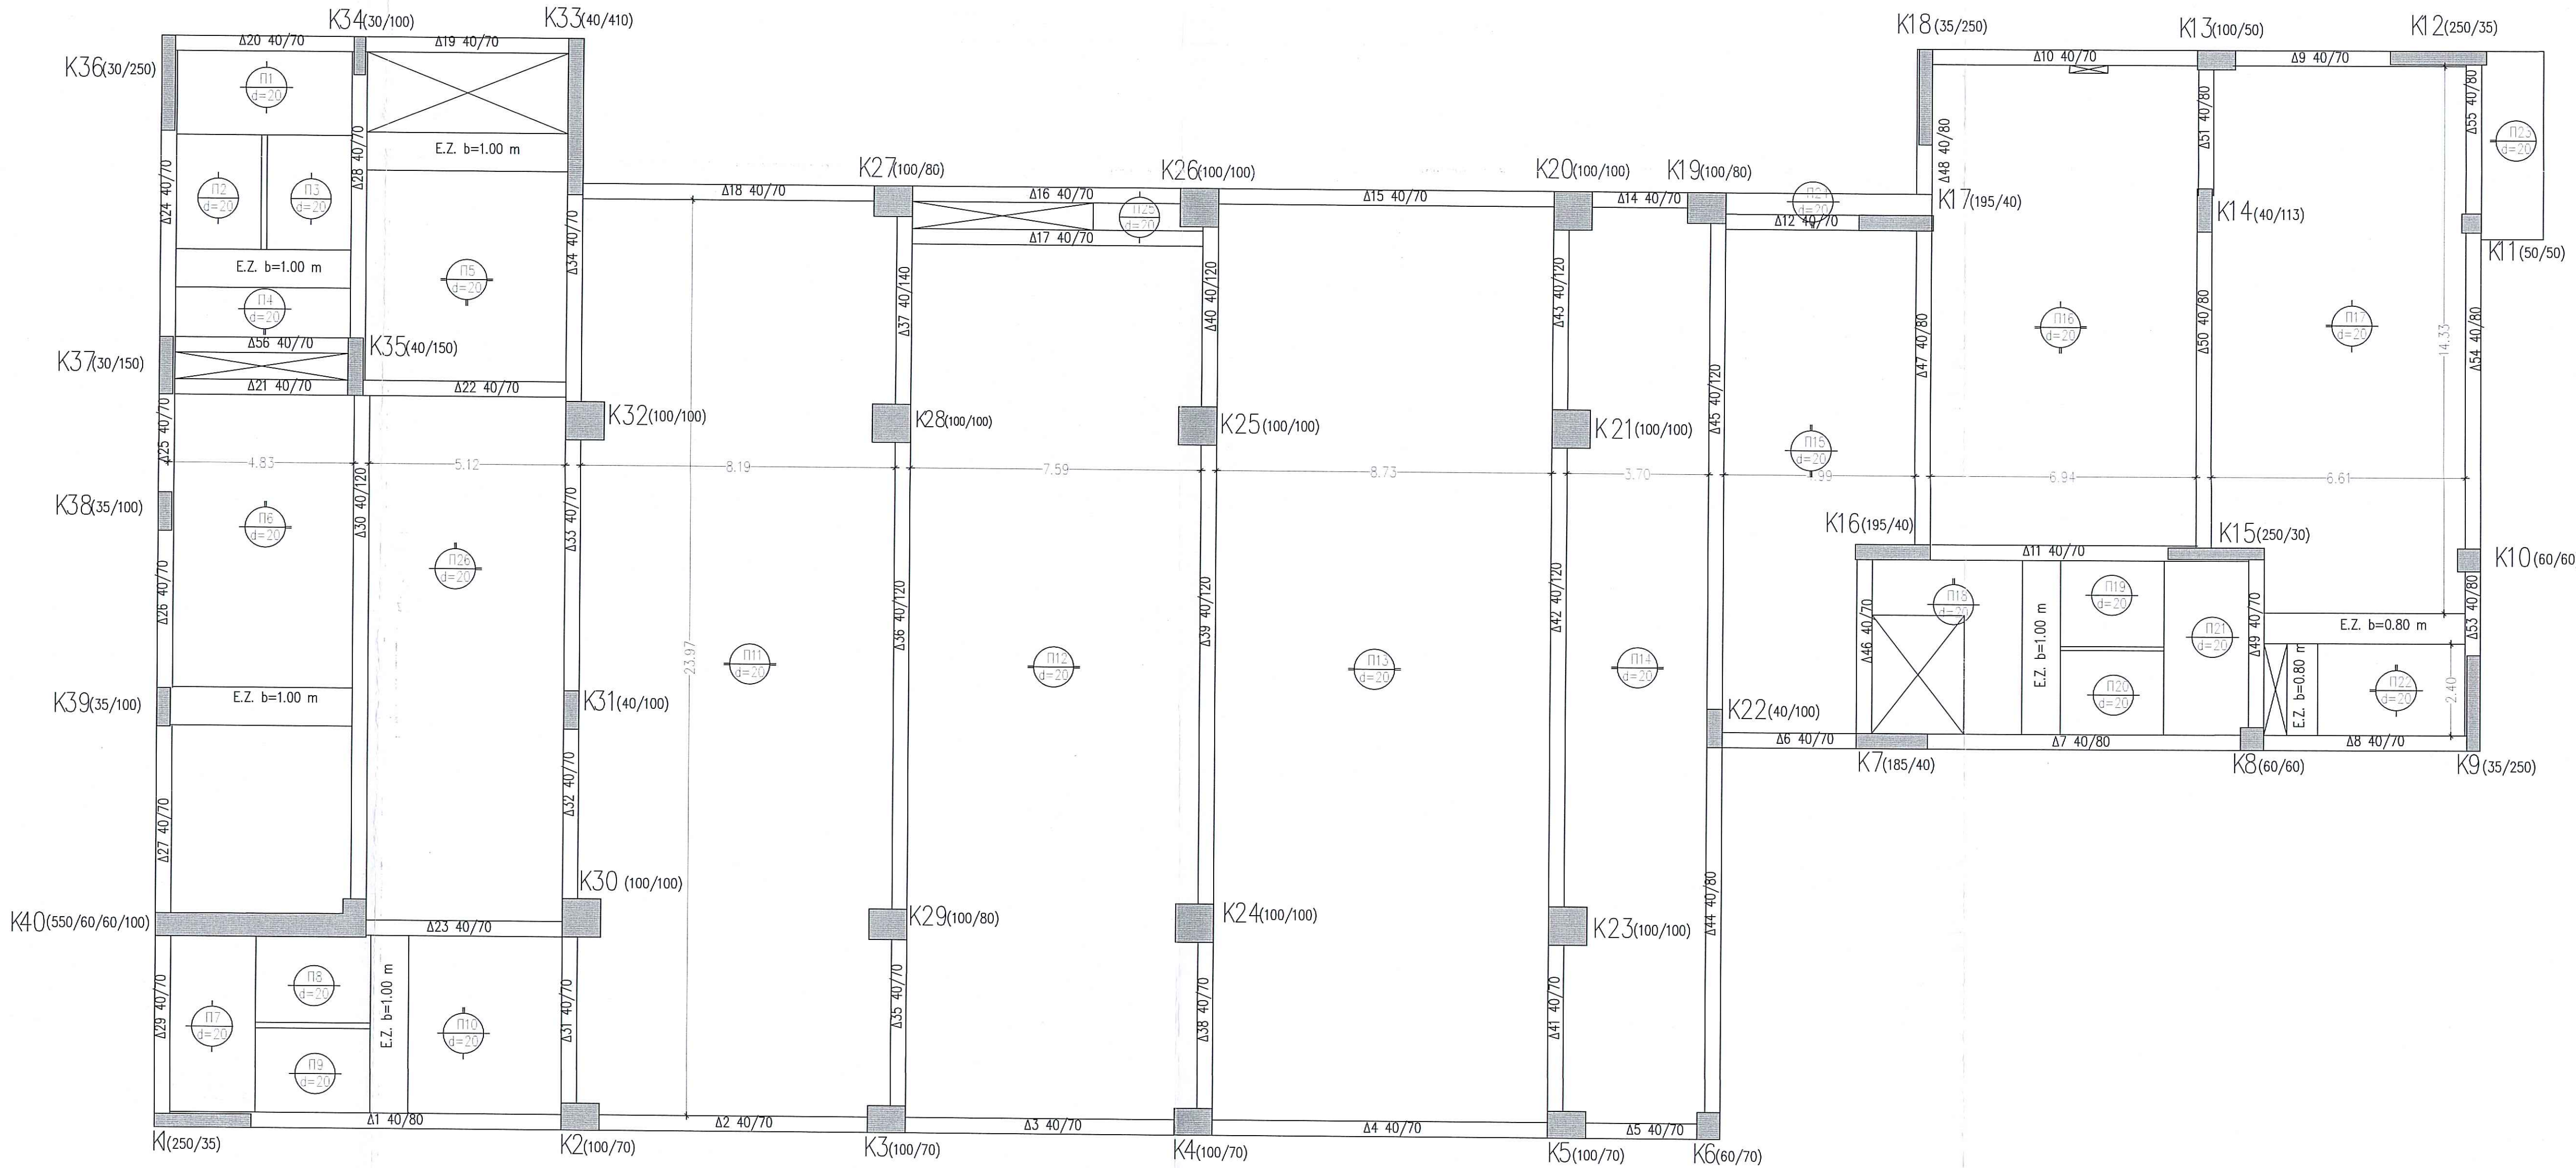 K34(30/100)
K33(40/410)
K18(35/250)
K13(100/50)
K12(250/35)
Δ20 40/70
Δ19 40/70
Δ10 40/70
Δ9 40/70
K36(30/250)
Π1
d=20
Δ55 40/80
Δ51 40/80
Δ48 40/80
Π23
d=20
E.Z. b=1.00 m
Δ28 40/70
Δ24 40/70
Π2
d=20
Π3
d=20
K27(100/80)
K26(100/100)
K20(100/100)
K19(100/80)
Δ18 40/70
Δ16 40/70
Δ15 40/70
Δ14 40/70
K17(195/40)
K14(40/113)
Π25
d=20
d=20
Δ12 40/70
Δ17 40/70
K11(50/50)
Δ34 40/70
E.Z. b=1.00 m
Π5
d=20
Π4
d=20
Δ37 40/140
Δ40 40/120
Δ43 40/120
Δ47 40/80
Δ50 40/80
Δ54 40/80
Π16
d=20
Π17
d=20
14.33
Δ56 40/70
K35(40/150)
K37(30/150)
Δ21 40/70
Δ22 40/70
Δ45 40/120
K32(100/100)
K28(100/100)
K25(100/100)
K21(100/100)
Δ25 40/70
Π15
d=20
4.83
5.12
8.19
7.59
8.73
3.70
4.99
6.94
6.61
K38(35/100)
Δ30 40/120
Δ33 40/70
Π6
d=20
Π26
d=20
K16(195/40)
K15(250/30)
Δ11 40/70
K10(60/60
Δ26 40/70
Δ36 40/120
Δ39 40/120
Δ42 40/120
Π18
d=20
Π19
d=20
Δ46 40/70
E.Z. b=1.00 m
Π21
d=20
Δ49 40/70
E.Z. b=0.80 m
Δ53 40/80
23.97
Π11
d=20
Π12
d=20
Π13
d=20
Π14
d=20
Π20
d=20
E.Z. b=0.80 m
Π22
d=20
2.40
K39(35/100)
E.Z. b=1.00 m
K31(40/100)
K22(40/100)
Δ6 40/70
Δ7 40/80
Δ8 40/70
K7(185/40)
K8(60/60)
K9(35/250)
Δ27 40/70
Δ32 40/70
K30 (100/100)
Δ44 40/80
K40(550/60/60/100)
Δ23 40/70
K29(100/80)
K24(100/100)
K23(100/100)
Δ29 40/70
Π8
d=20
E.Z. b=1.00 m
Δ31 40/70
Δ35 40/70
Δ38 40/70
Δ41 40/70
Π7
d=20
Π10
d=20
Π9
d=20
Δ1 40/80
Δ2 40/70
Δ3 40/70
Δ4 40/70
Δ5 40/70
K1(250/35)
K2(100/70)
K3(100/70)
K4(100/70)
K5(100/70)
K6(60/70)